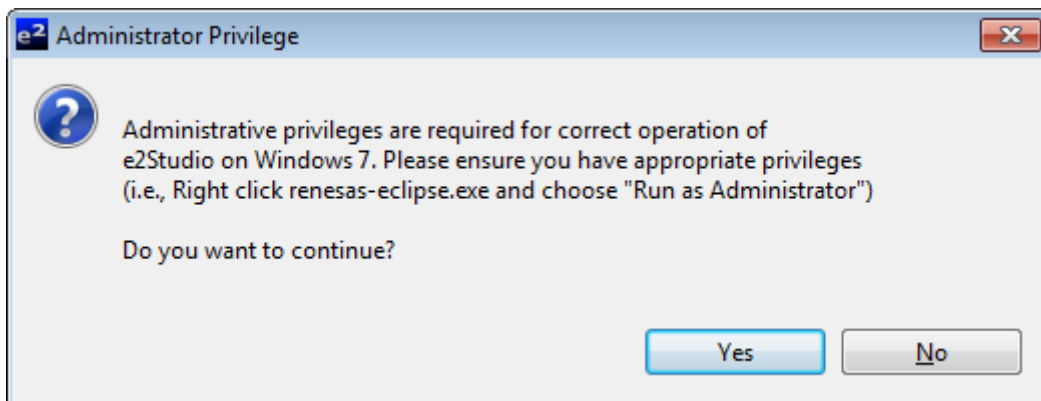 e² Administrator Privilege
Administrative privileges are required for correct operation of
e2Studio on Windows 7. Please ensure you have appropriate privileges
(i.e., Right click renesas-eclipse.exe and choose "Run as Administrator")
Do you want to continue?
Yes No